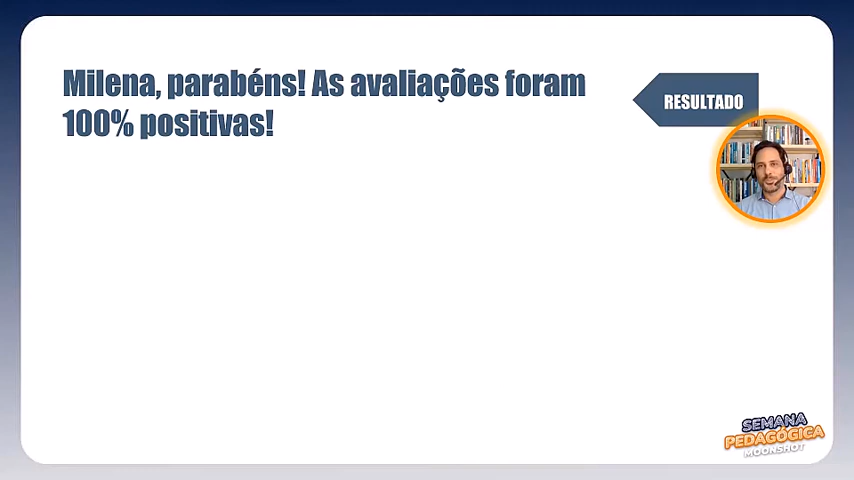 Milena, parabéns! As avaliações foram
100% positivas!
RESULTADO
SEMANA
PEDAGÓGICA
MOONSHOT